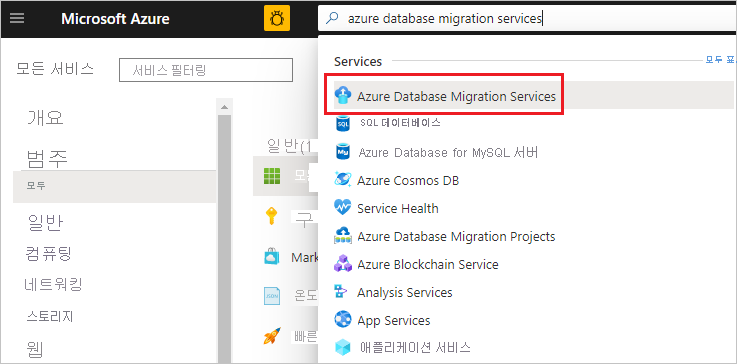 Microsoft Azure
azure database migration services
모든 서비스
서비스 필터링
개요
범주
모두
일반
컴퓨팅
네트워킹
스토리지
웹
일반(1
모
구
Mark
온도
빠른
Services
모두 표
Azure Database Migration Services
SQL 데이터베이스
Azure Database for MySQL 서버
Azure Cosmos DB
Service Health
Azure Database Migration Projects
Azure Blockchain Service
Analysis Services
App Services
애플리케이션 서비스